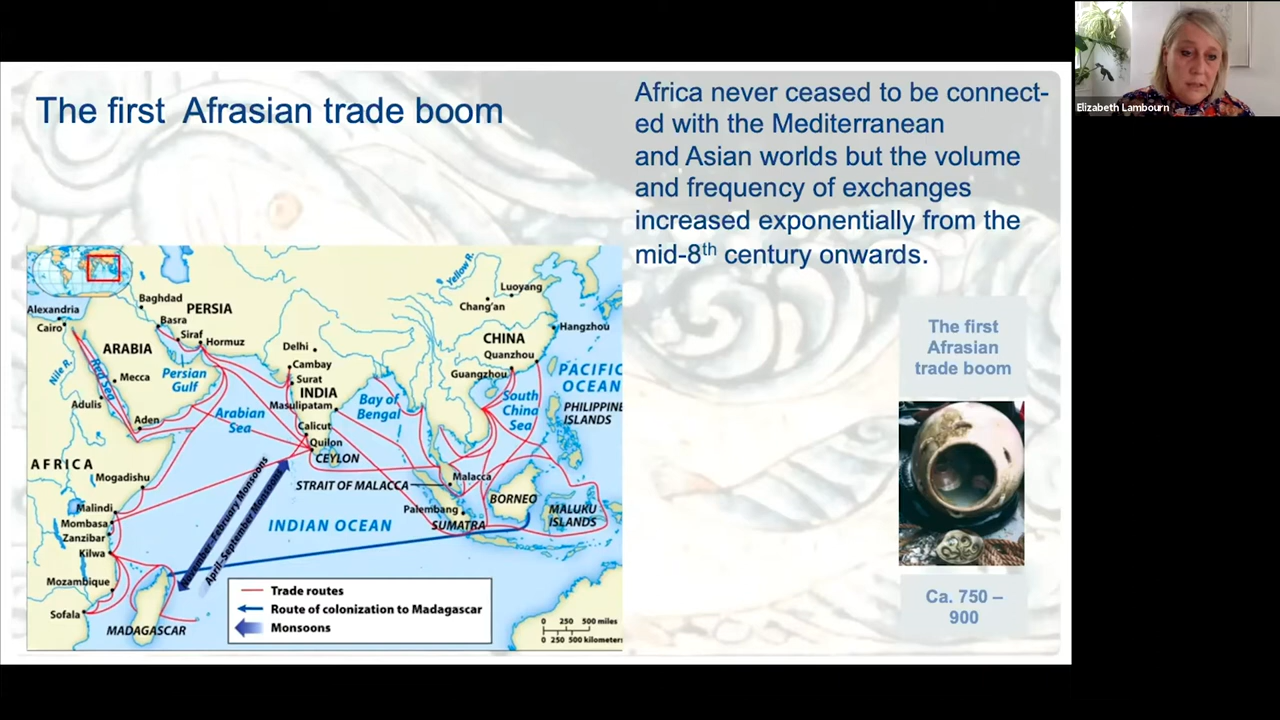 The first  Afrasian trade boom
Africa never ceased to be connect-
ed with the Mediterranean
and Asian worlds but the volume
and frequency of exchanges
increased exponentially from the
mid-8th century onwards.
Elizabeth Lambourn
The first
Afrasian
trade boom
Ca. 750 –
900
Alexandria
Cairo
Baghdad
PERSIA
Basra
Siraf
Hormuz
ARABIA
Persian
Gulf
Nile R.
Red Sea
Mecca
Adulis
Aden
Arabian
Sea
Delhi
Cambay
Surat
INDIA
Masulipatam
Calicut
Quilon
CEYLON
Bay of
Bengal
Yellow R.
Luoyang
Chang'an
Hangzhou
CHINA
Quanzhou
Guangzhou
PACIFIC
OCEAN
South
China
Sea
PHILIPPINE
ISLANDS
AFRICA
Mogadishu
Malindi
Mombasa
Zanzibar
Kilwa
Mozambique
Sofala
MADAGASCAR
November–February Monsoons
April–September Monsoons
INDIAN OCEAN
STRAIT OF MALACCA
Malacca
Palembang
SUMATRA
BORNEO
MALUKU
ISLANDS
Trade routes
Route of colonization to Madagascar
Monsoons
0 250 500 miles
0 250 500 kilometers